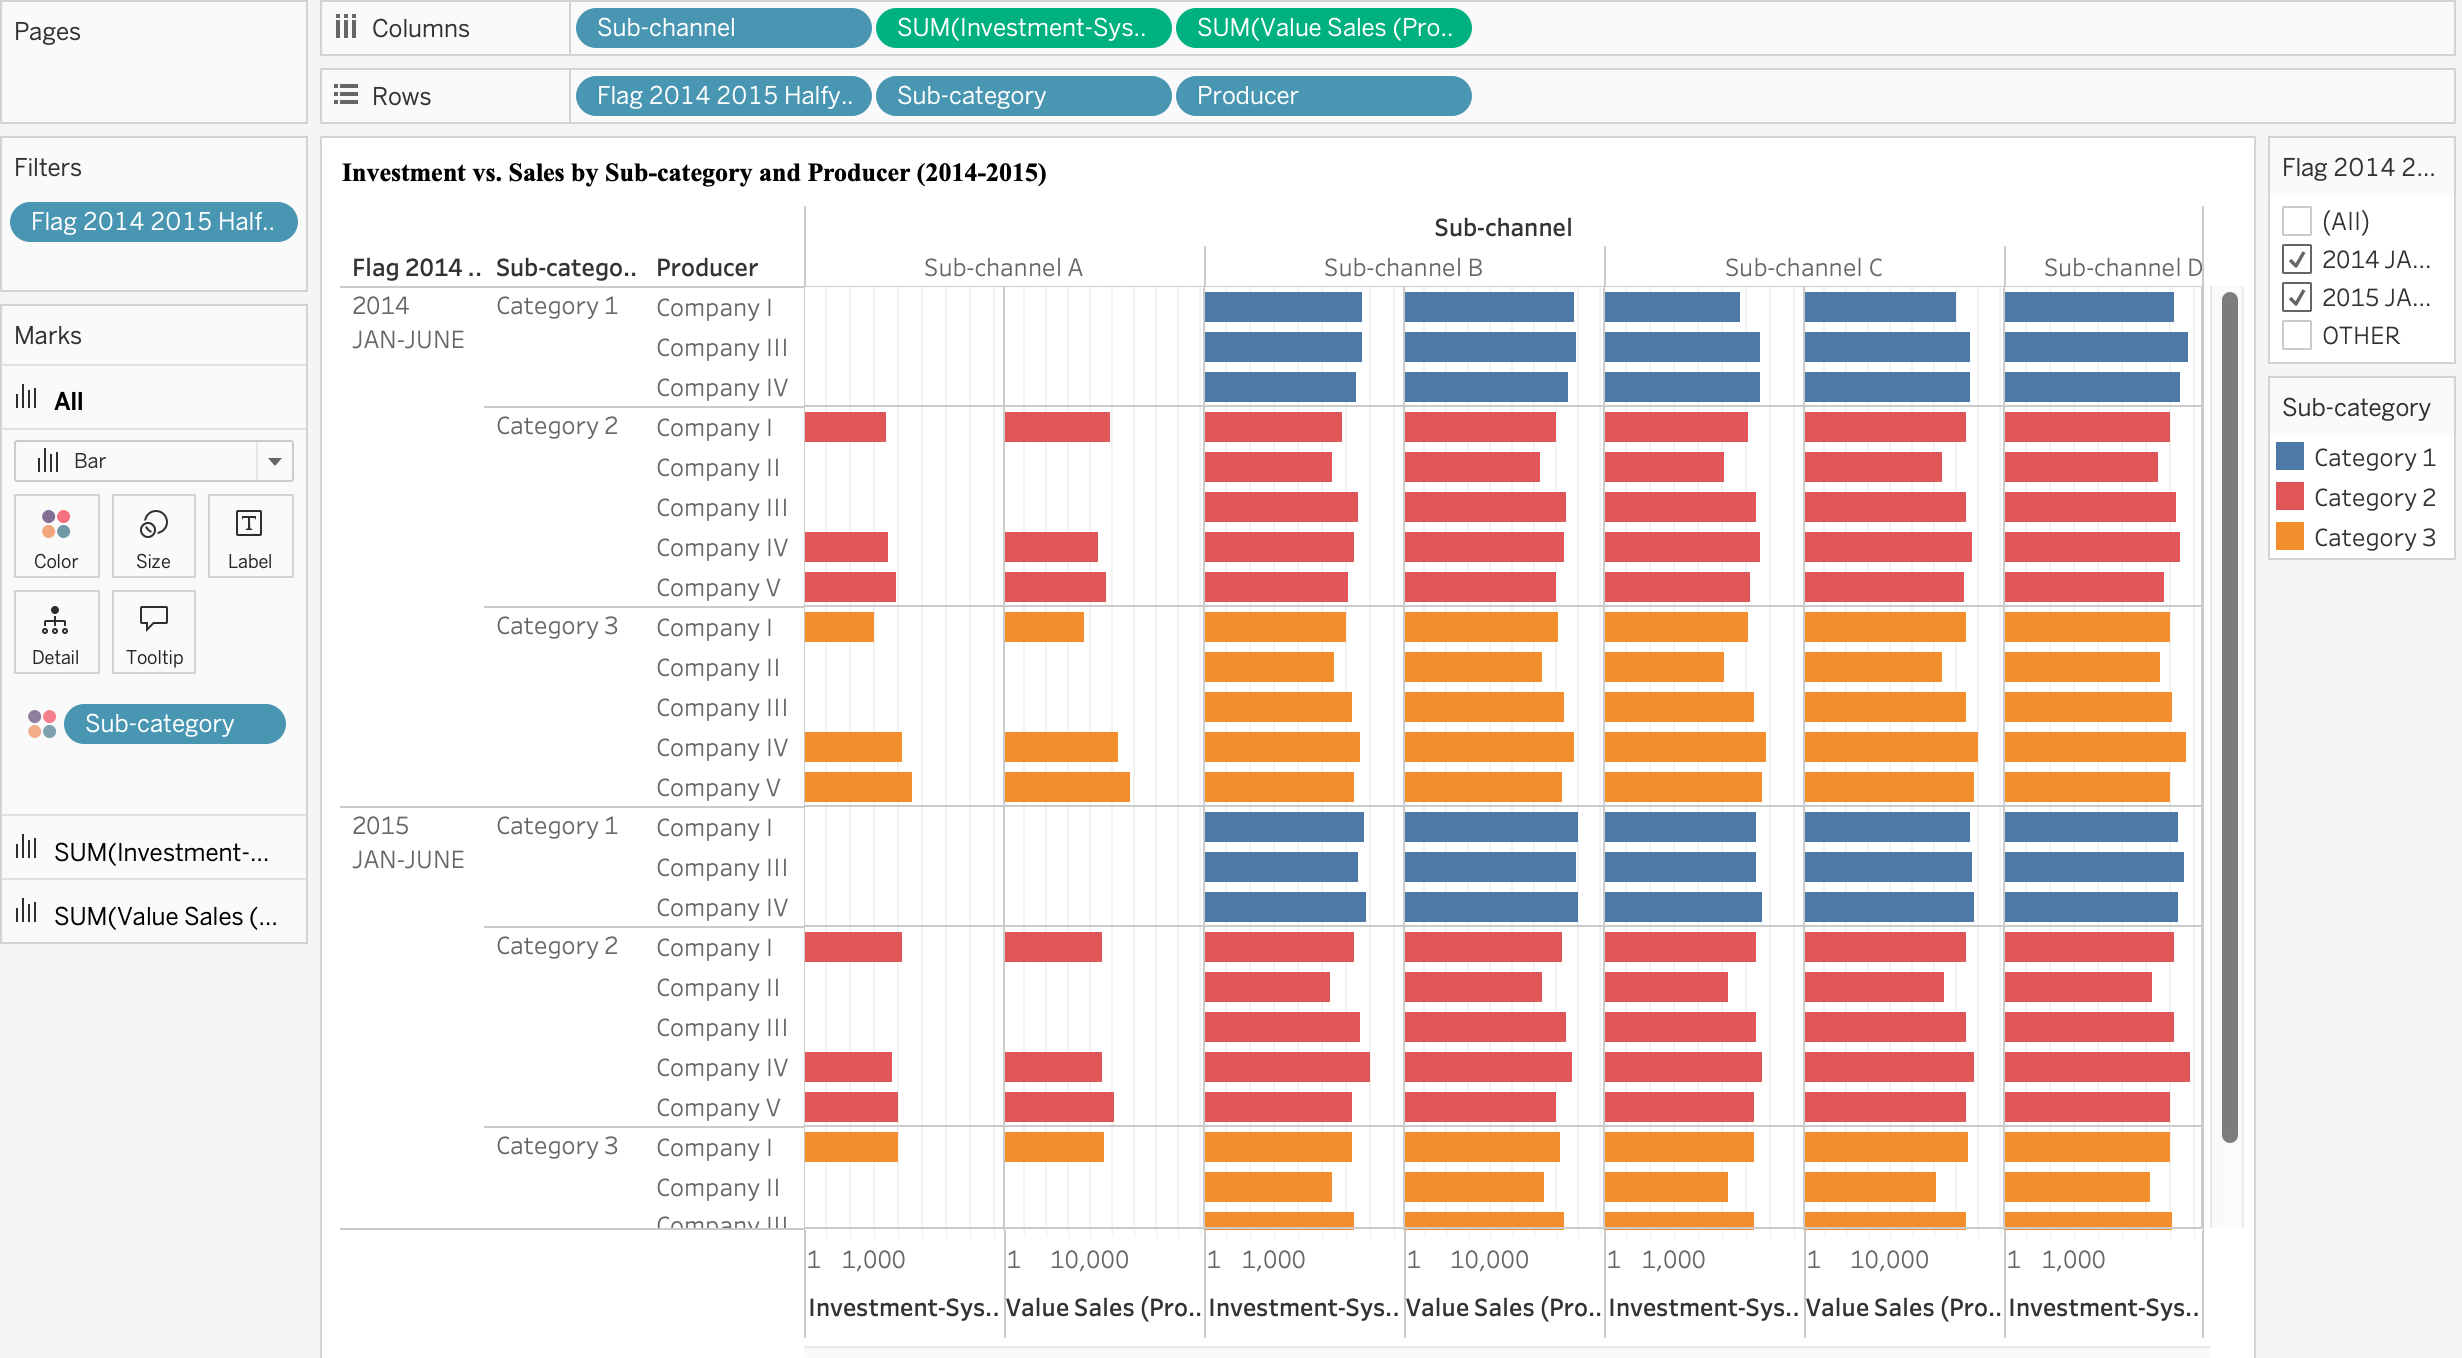 Pages
Columns
Sub-channel
SUM(Investment-Sys..
SUM(Value Sales (Pro..
Rows
Flag 2014 2015 Halfy..
Sub-category
Producer
Filters
Flag 2014 2015 Half..
Marks
All
Bar
Color
Size
Label
Detail
Tooltip
Sub-category
SUM(Investment-...
SUM(Value Sales (...
Investment vs. Sales by Sub-category and Producer (2014-2015)
Sub-channel
Flag 2014 .. Sub-catego.. Producer Sub-channel A Sub-channel B Sub-channel C Sub-channel D
2014 Category 1 Company I
JAN-JUNE Company III
Company IV
Category 2 Company I
Company II
Company III
Company IV
Company V
Category 3 Company I
Company II
Company III
Company IV
Company V
2015 Category 1 Company I
JAN-JUNE Company III
Company IV
Category 2 Company I
Company II
Company III
Company IV
Company V
Category 3 Company I
Company II
Company III
1 1,000 1 10,000 1 1,000 1 10,000 1 1,000 1 10,000 1 1,000
Investment-Sys.. Value Sales (Pro.. Investment-Sys.. Value Sales (Pro.. Investment-Sys.. Value Sales (Pro.. Investment-Sys..
Flag 2014 2...
(All)
2014 JA...
2015 JA...
OTHER
Sub-category
Category 1
Category 2
Category 3